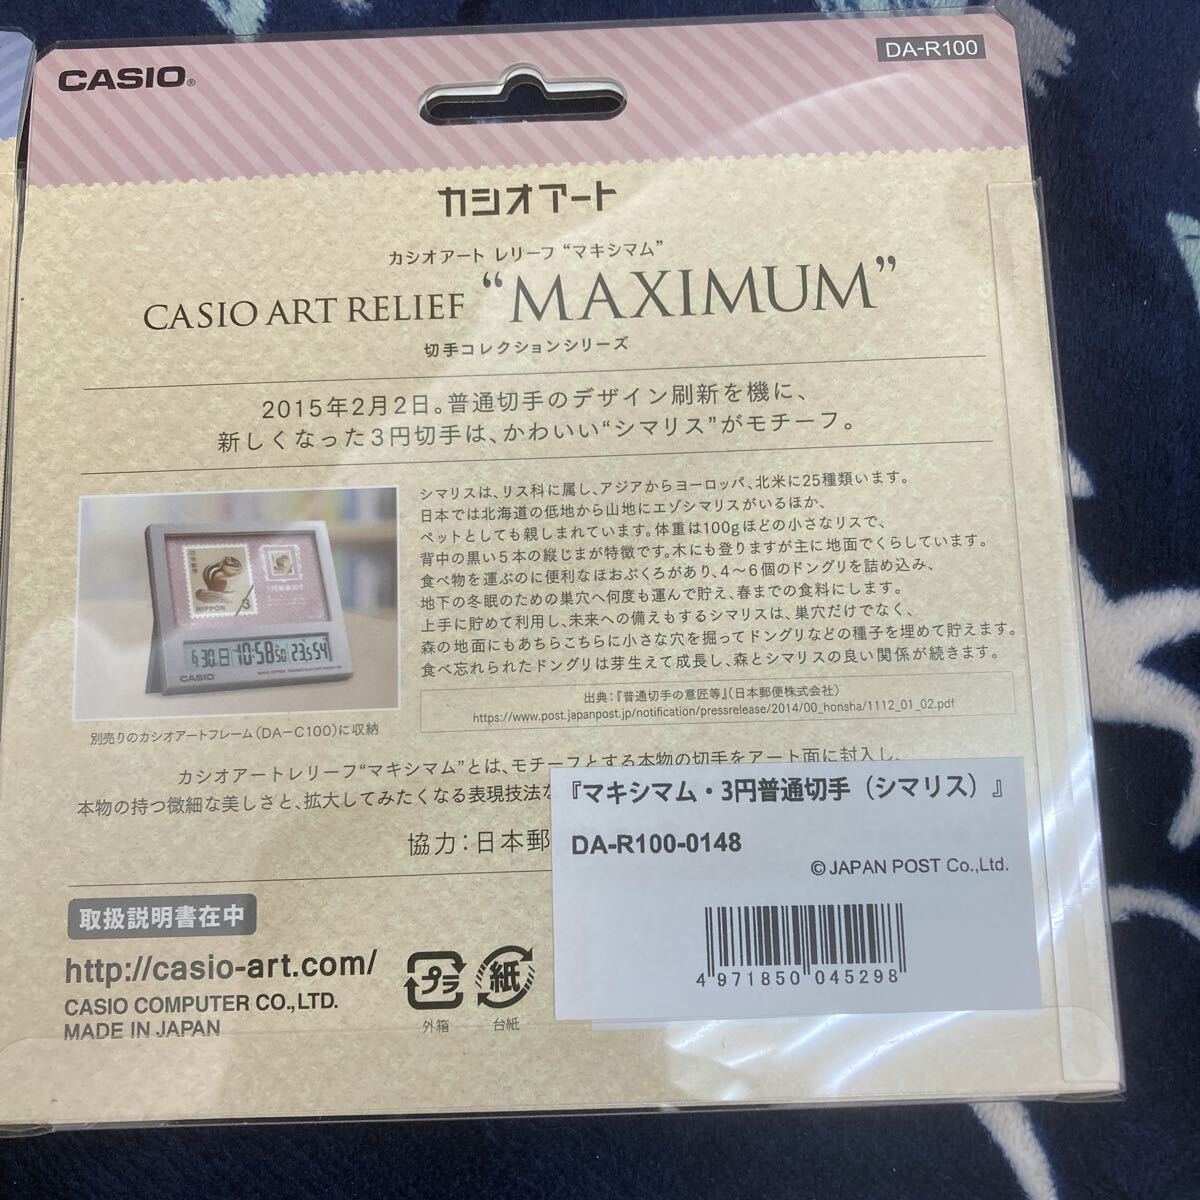 CASIO®
DA-R100
カシオアート
カシオアート レリーフ “マキシマム”
CASIO ART RELIEF “MAXIMUM”
切手コレクションシリーズ
2015年2月2日。普通切手のデザイン刷新を機に、
新しくなった3円切手は、かわいい“シマリス”がモチーフ。
シマリスは、リス科に属し、アジアからヨーロッパ、北米に25種類います。
日本では北海道の低地から山地にエゾシマリスがいるほか、
ペットとしても親しまれています。体重は100gほどの小さなリスで、
背中の黒い5本の縦じまが特徴です。木にも登りますが主に地面でくらしています。
食べ物を運ぶのに便利なほおぶくろがあり、4〜6個のドングリを詰め込み、
地下の冬眠のための巣穴へ何度も運んで貯え、春までの食料にします。
上手に貯めて利用し、未来への備えもするシマリスは、巣穴だけでなく、
森の地面にもあちらこちらに小さな穴を掘ってドングリなどの種子を埋めて貯えます。
食べ忘れられたドングリは芽生えて成長し、森とシマリスの良い関係が続きます。
出典:『普通切手の意匠等』(日本郵便株式会社)
https://www.post.japanpost.jp/notification/pressrelease/2014/00_honsha/1112_01_02.pdf
NIPPON 3
3円普通切手
6 30 日 10:58 50 23.5 54
CASIO
別売りのカシオアートフレーム(DA-C100)に収納
カシオアートレリーフ“マキシマム”とは、モチーフとする本物の切手をアート面に封入し、
本物の持つ微細な美しさと、拡大してみたくなる表現技法な
協力:日本郵
『マキシマム・3円普通切手(シマリス)』
DA-R100-0148
©JAPAN POST Co.,Ltd.
4 971850 045298
取扱説明書在中
http://casio-art.com/
CASIO COMPUTER CO.,LTD.
MADE IN JAPAN
プラ
外箱
紙
台紙